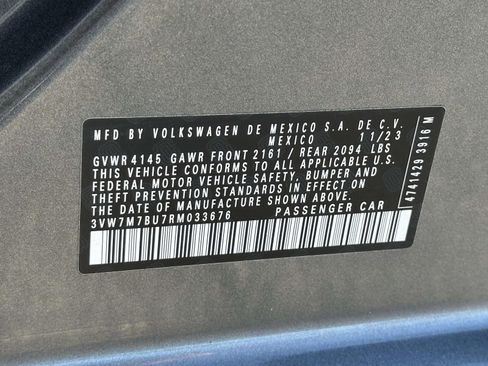 MFD BY VOLKSWAGEN DE MEXICO S.A. DE C.V.
MEXICO 11/23
GVWR 4145 GAWR FRONT 2161 / REAR 2094 LBS
THIS VEHICLE CONFORMS TO ALL APPLICABLE U.S.
FEDERAL MOTOR VEHICLE SAFETY, BUMPER AND
THEFT PREVENTION STANDARDS IN EFFECT ON
THE DATE OF MANUFACTURE SHOWN ABOVE.
3VW7M7BU7RM033676 PASSENGER CAR
4741429 3916 M